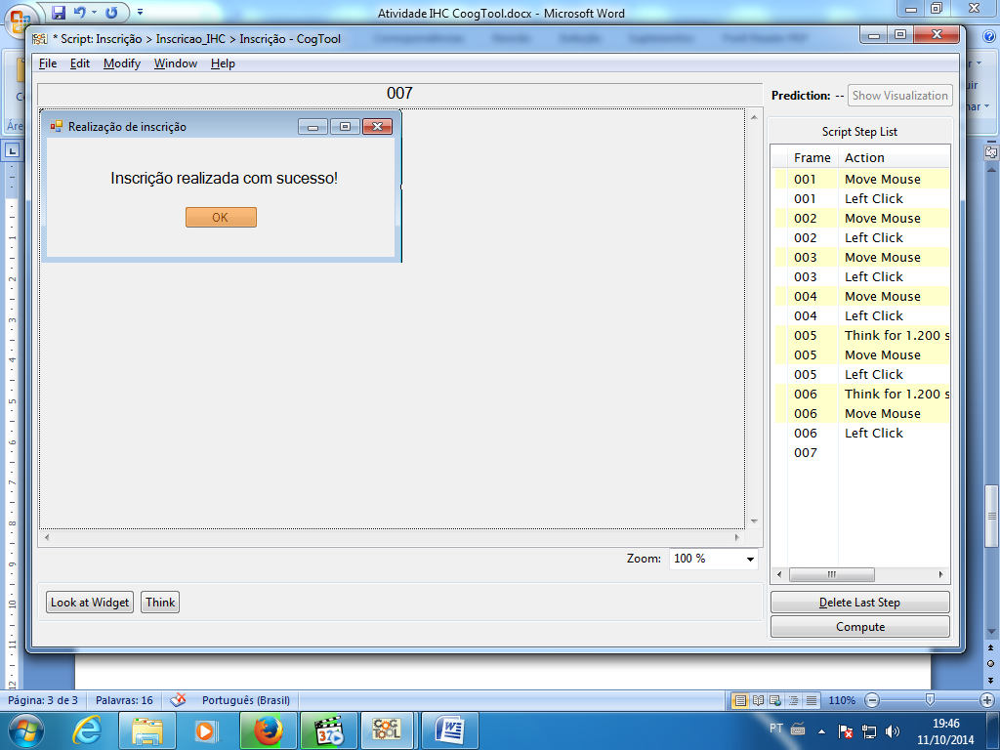 Atividade IHC CoogTool.docx - Microsoft Word
* Script: Inscrição > Inscricao_IHC > Inscrição - CogTool
File Edit Modify Window Help
007
Prediction: -- Show Visualization
Realização de inscrição
Inscrição realizada com sucesso!
OK
Script Step List
Frame Action
001 Move Mouse
001 Left Click
002 Move Mouse
002 Left Click
003 Move Mouse
003 Left Click
004 Move Mouse
004 Left Click
005 Think for 1.200 s
005 Move Mouse
005 Left Click
006 Think for 1.200 s
006 Move Mouse
006 Left Click
007
Zoom: 100 %
Look at Widget Think
Delete Last Step
Compute
Página: 3 de 3 Palavras: 16 Português (Brasil) 110%
PT 19:46
11/10/2014